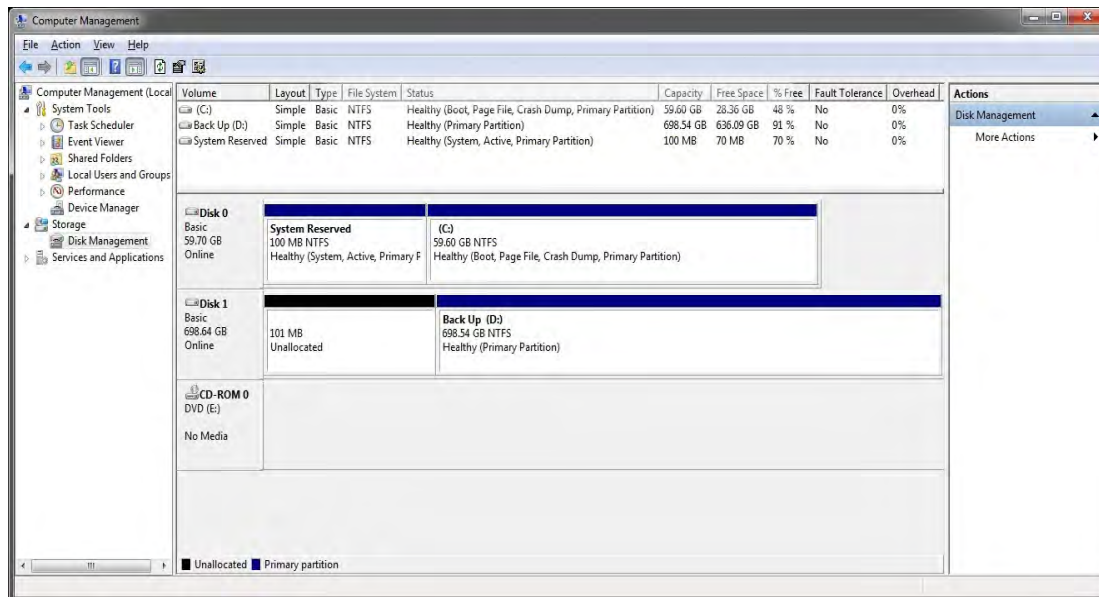 Computer Management
File Action View Help
Computer Management (Local
System Tools
Task Scheduler
Event Viewer
Shared Folders
Local Users and Groups
Performance
Device Manager
Storage
Disk Management
Services and Applications
Volume Layout Type File System Status Capacity Free Space % Free Fault Tolerance Overhead
(C:) Simple Basic NTFS Healthy (Boot, Page File, Crash Dump, Primary Partition) 59.60 GB 28.36 GB 48 % No 0%
Back Up (D:) Simple Basic NTFS Healthy (Primary Partition) 698.54 GB 636.09 GB 91 % No 0%
System Reserved Simple Basic NTFS Healthy (System, Active, Primary Partition) 100 MB 70 MB 70 % No 0%
Disk 0
Basic
59.70 GB
Online
System Reserved
100 MB NTFS
Healthy (System, Active, Primary P
(C:)
59.60 GB NTFS
Healthy (Boot, Page File, Crash Dump, Primary Partition)
Disk 1
Basic
698.64 GB
Online
101 MB
Unallocated
Back Up (D:)
698.54 GB NTFS
Healthy (Primary Partition)
CD-ROM 0
DVD (E:)
No Media
Unallocated Primary partition
Actions
Disk Management
More Actions